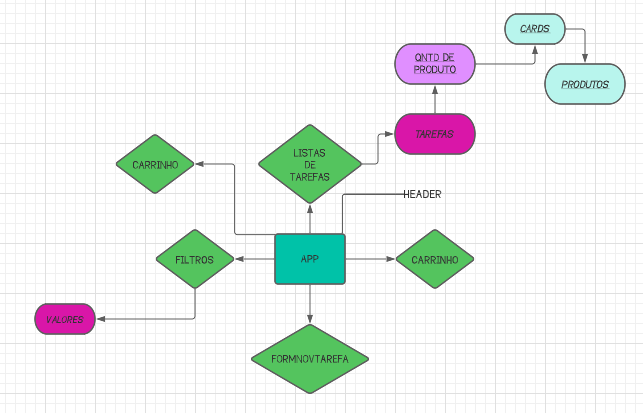 CARDS
QNTD DE
PRODUTO
PRODUTOS
TAREFAS
LISTAS
DE
TAREFAS
CARRINHO
HEADER
FILTROS
APP
CARRINHO
VALORES
FORMNOVTAREFA